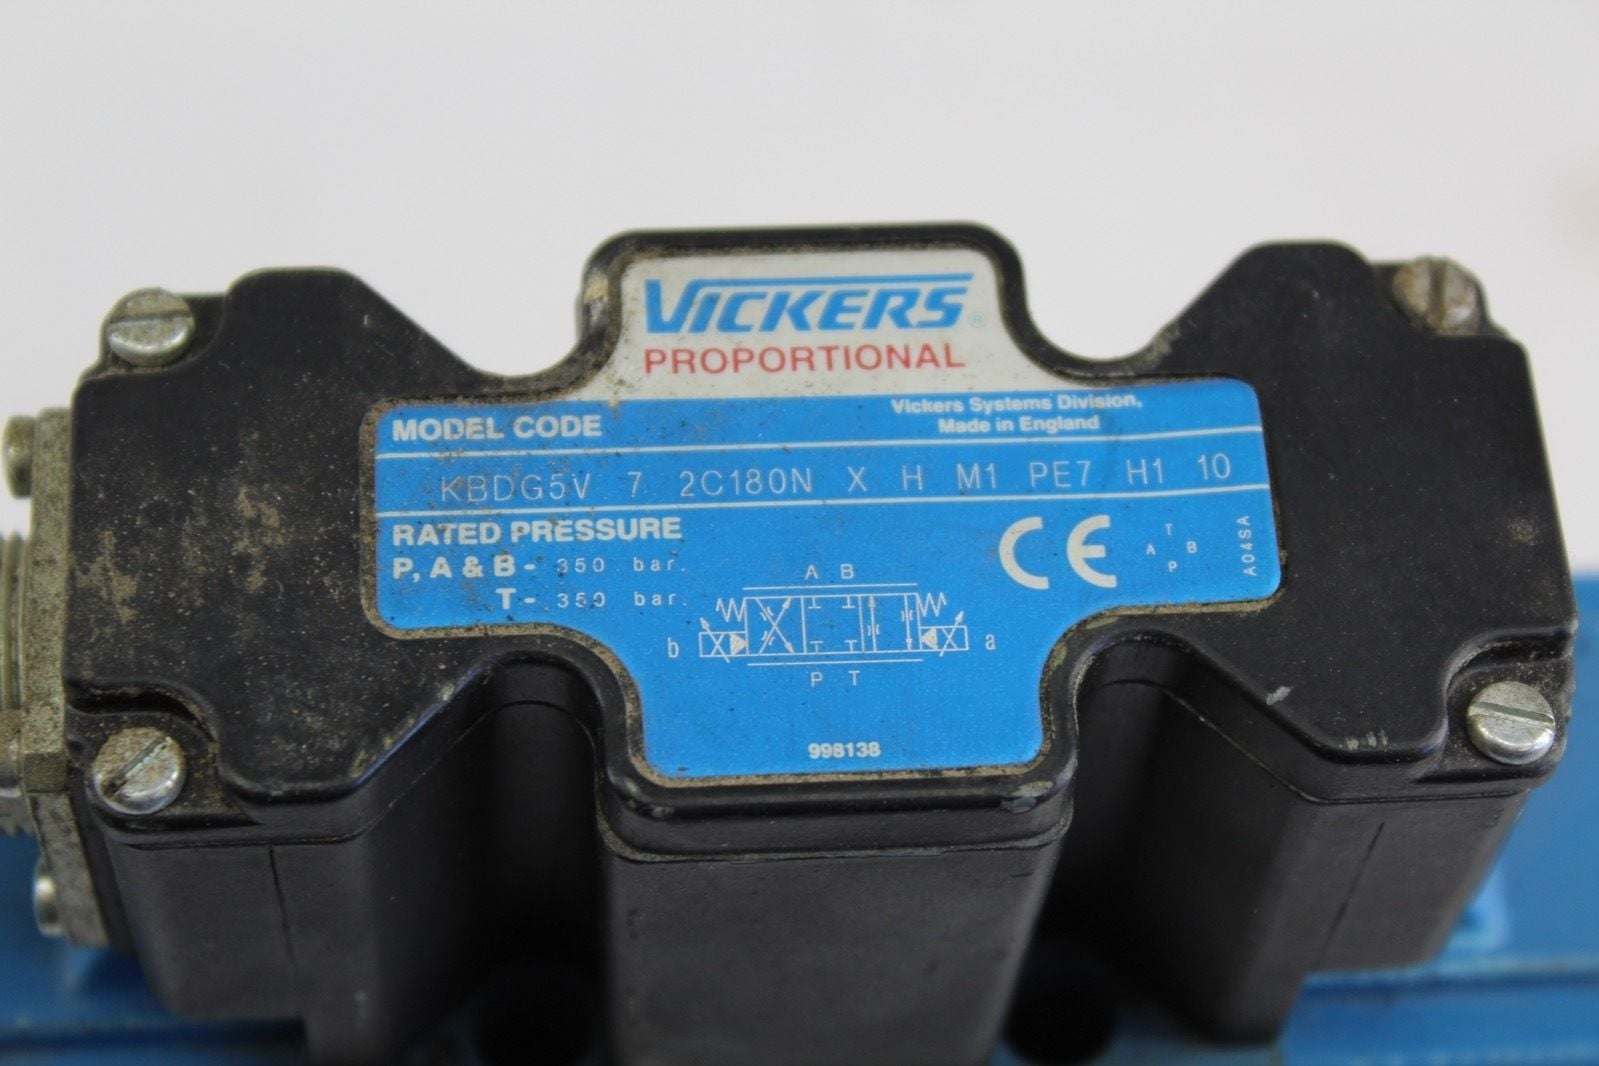 VICKERS®
PROPORTIONAL
Vickers Systems Division,
Made in England
MODEL CODE
KBDG5V 7 2C180N X H M1 PE7 H1 10
RATED PRESSURE
P, A & B - 350 bar.
T - 350 bar.
CE
T
A B
P
A04SA
A B
b a
P T
998138